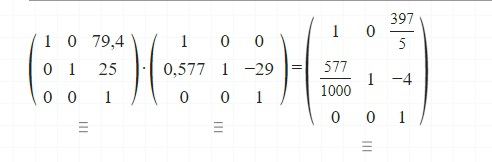 ( 1 0 79,4 ) · ( 1 0 0 ) = ( 1 0 397/5 )
( 0 1 25 ) · ( 0,577 1 −29 ) = ( 577/1000 1 −4 )
( 0 0 1 ) · ( 0 0 1 ) = ( 0 0 1 )